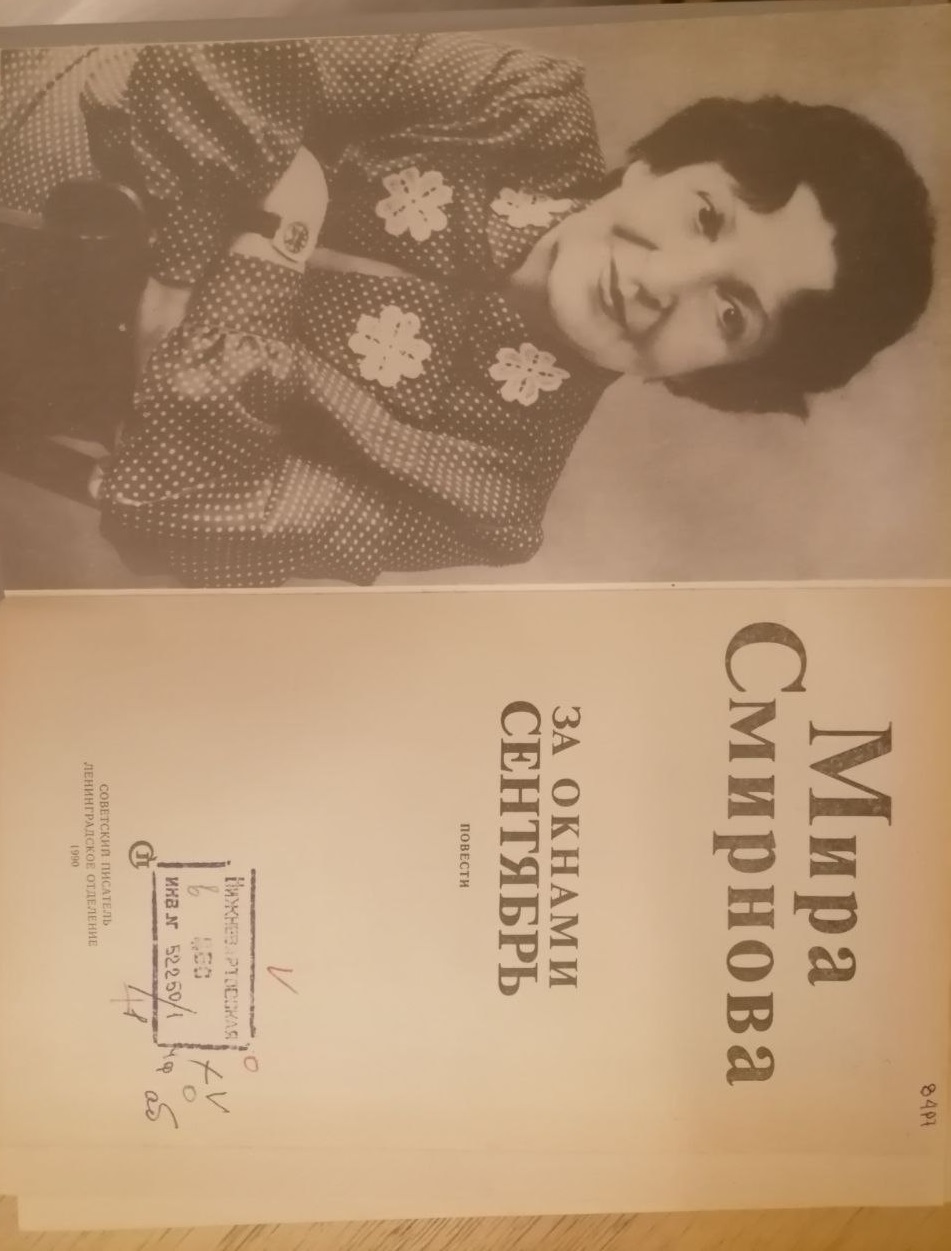 84Р7
Мира
Смирнова
ЗА ОКНАМИ
СЕНТЯБРЬ
ПОВЕСТИ
ИНВ.№ 52250/1
СОВЕТСКИЙ ПИСАТЕЛЬ
ЛЕНИНГРАДСКОЕ ОТДЕЛЕНИЕ
1990